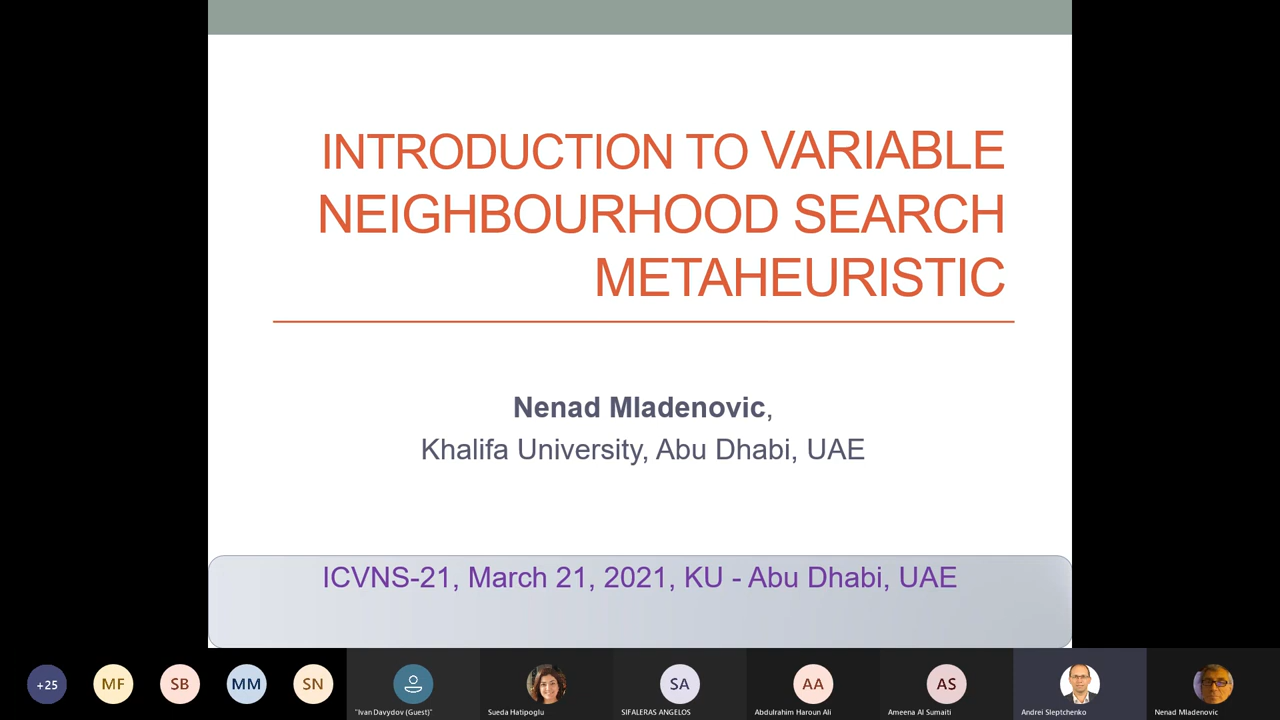 INTRODUCTION TO VARIABLE
NEIGHBOURHOOD SEARCH
METAHEURISTIC
Nenad Mladenovic,
Khalifa University, Abu Dhabi, UAE
ICVNS-21, March 21, 2021, KU - Abu Dhabi, UAE
+25
MF
SB
MM
SN
SA
AA
AS
"Ivan Davydov (Guest)"
Sueda Hatipoglu
SIFALERAS ANGELOS
Abdulrahim Haroun Ali
Ameena Al Sumaiti
Andrei Sleptchenko
Nenad Mladenovic